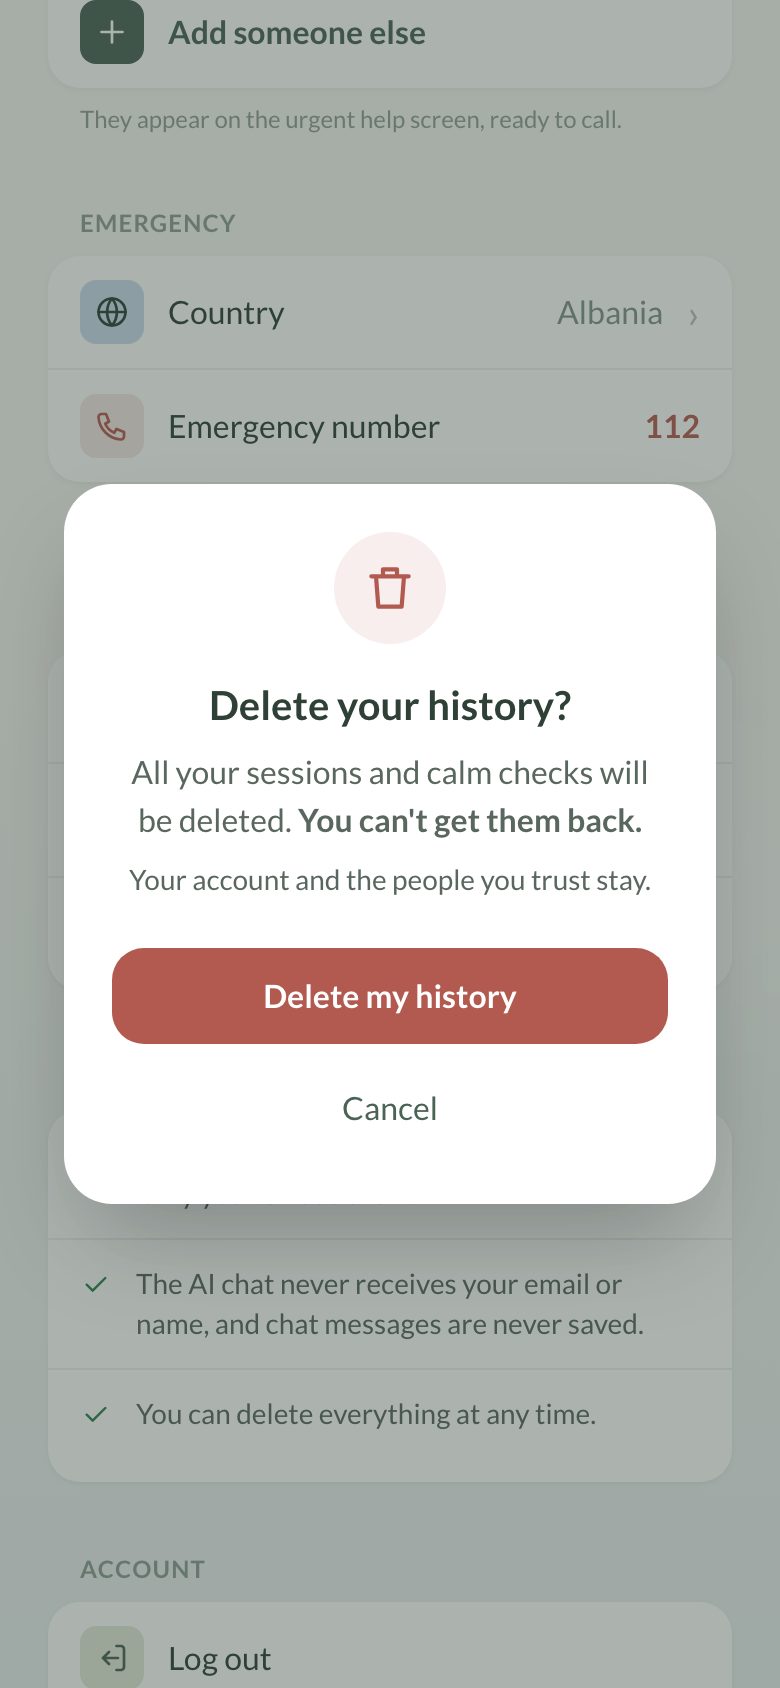 Add someone else
They appear on the urgent help screen, ready to call.
EMERGENCY
Country Albania ›
Emergency number 112
Delete your history?
All your sessions and calm checks will
be deleted. You can't get them back.
Your account and the people you trust stay.
Delete my history
Cancel
The AI chat never receives your email or
name, and chat messages are never saved.
You can delete everything at any time.
ACCOUNT
Log out